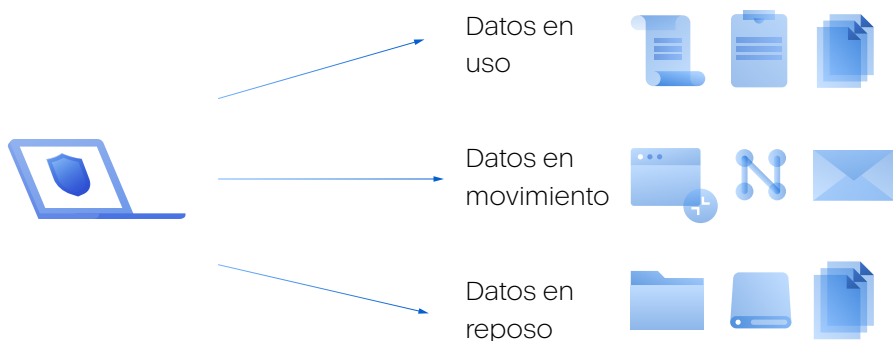 Datos en
uso
Datos en
movimiento
Datos en
reposo